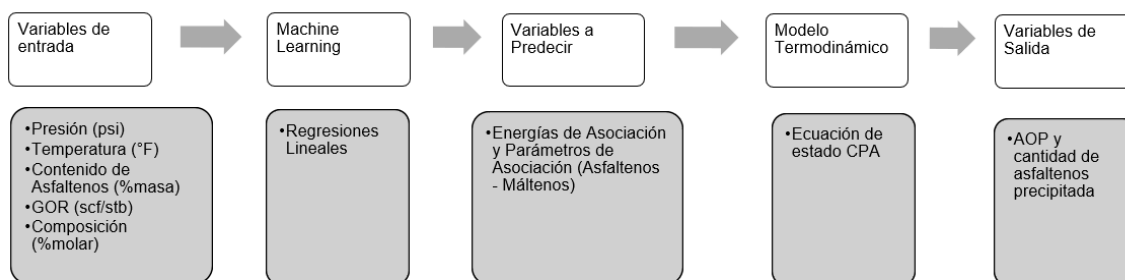 Variables de
entrada
Machine
Learning
Variables a
Predecir
Modelo
Termodinámico
Variables de
Salida
•Presión (psi)
•Temperatura (°F)
•Contenido de
Asfaltenos (%masa)
•GOR (scf/stb)
•Composición
(%molar)
•Regresiones
Lineales
•Energías de Asociación
y Parámetros de
Asociación (Asfaltenos
- Máltenos)
•Ecuación de
estado CPA
•AOP y
cantidad de
asfaltenos
precipitada